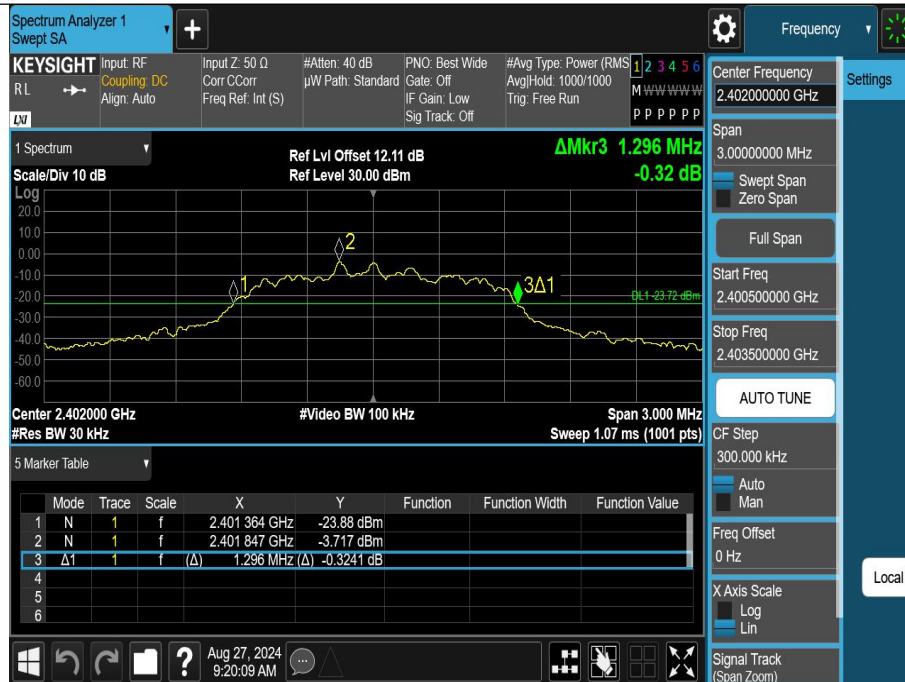 Spectrum Analyzer 1
Swept SA
+
Frequency
KEYSIGHT
RL
LXI
Input: RF
Coupling: DC
Align: Auto
Input Z: 50 Ω
Corr CCorr
Freq Ref: Int (S)
#Atten: 40 dB
µW Path: Standard
PNO: Best Wide
Gate: Off
IF Gain: Low
Sig Track: Off
#Avg Type: Power (RMS
Avg|Hold: 1000/1000
Trig: Free Run
1 2 3 4 5 6
M W W W W W
P P P P P P
1 Spectrum
Scale/Div 10 dB
Ref Lvl Offset 12.11 dB
Ref Level 30.00 dBm
ΔMkr3 1.296 MHz
-0.32 dB
Log
20.0
10.0
0.00
-10.0
-20.0
-30.0
-40.0
-50.0
-60.0
1
2
3Δ1
DL1 -23.72 dBm
Center 2.402000 GHz
#Res BW 30 kHz
#Video BW 100 kHz
Span 3.000 MHz
Sweep 1.07 ms (1001 pts)
5 Marker Table
Mode Trace Scale X Y Function Function Width Function Value
1 N 1 f 2.401 364 GHz -23.88 dBm
2 N 1 f 2.401 847 GHz -3.717 dBm
3 Δ1 1 f (Δ) 1.296 MHz (Δ) -0.3241 dB
4
5
6
?
Aug 27, 2024
9:20:09 AM
Center Frequency
2.402000000 GHz
Settings
Span
3.00000000 MHz
Swept Span
Zero Span
Full Span
Start Freq
2.400500000 GHz
Stop Freq
2.403500000 GHz
AUTO TUNE
CF Step
300.000 kHz
Auto
Man
Freq Offset
0 Hz
Local
X Axis Scale
Log
Lin
Signal Track
(Span Zoom)